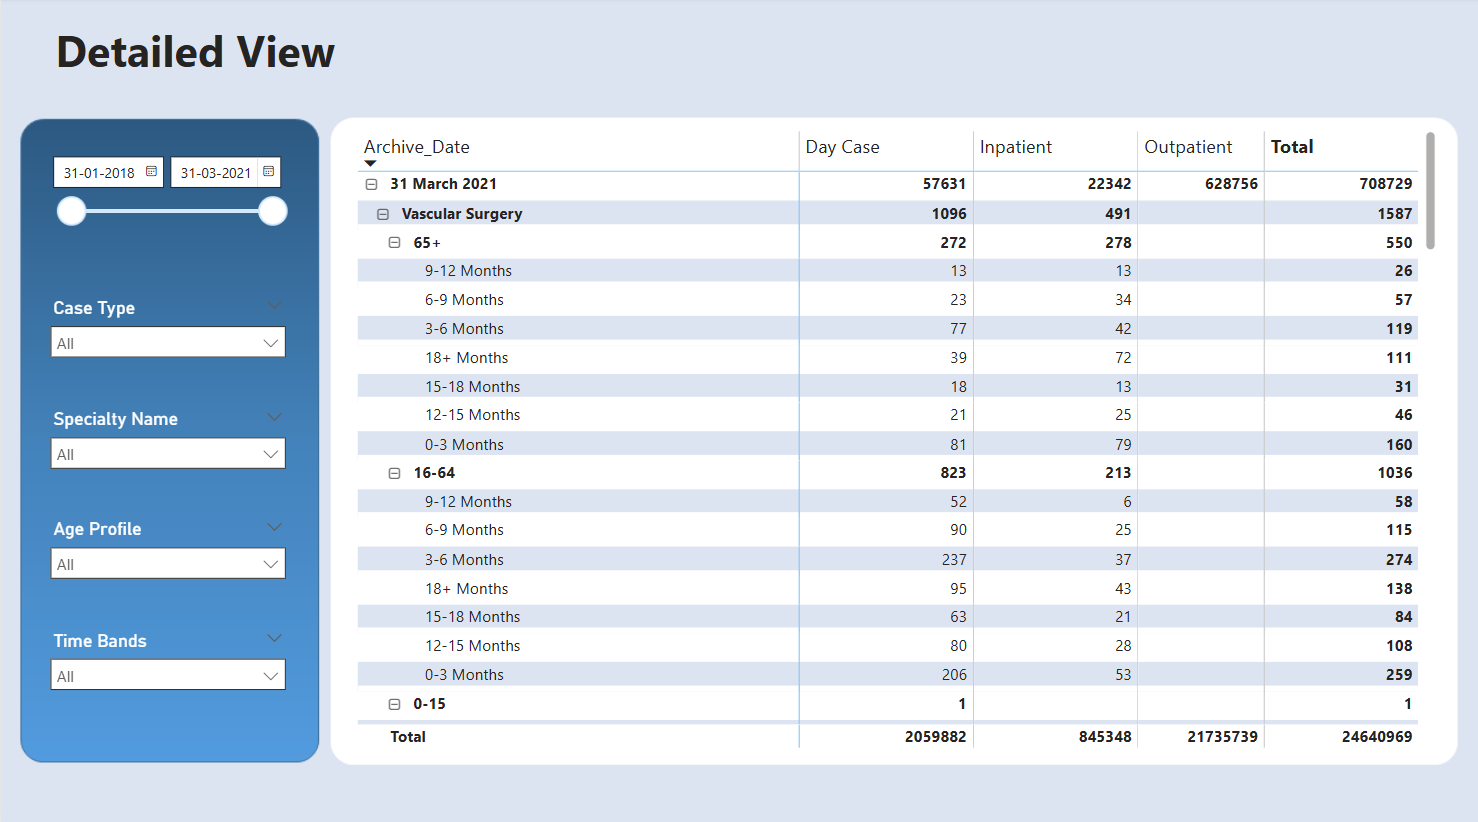 Detailed View
31-01-2018 31-03-2021
Case Type
All
Specialty Name
All
Age Profile
All
Time Bands
All
Archive_Date Day Case Inpatient Outpatient Total
31 March 2021 57631 22342 628756 708729
Vascular Surgery 1096 491 1587
65+ 272 278 550
9-12 Months 13 13 26
6-9 Months 23 34 57
3-6 Months 77 42 119
18+ Months 39 72 111
15-18 Months 18 13 31
12-15 Months 21 25 46
0-3 Months 81 79 160
16-64 823 213 1036
9-12 Months 52 6 58
6-9 Months 90 25 115
3-6 Months 237 37 274
18+ Months 95 43 138
15-18 Months 63 21 84
12-15 Months 80 28 108
0-3 Months 206 53 259
0-15 1 1
Total 2059882 845348 21735739 24640969